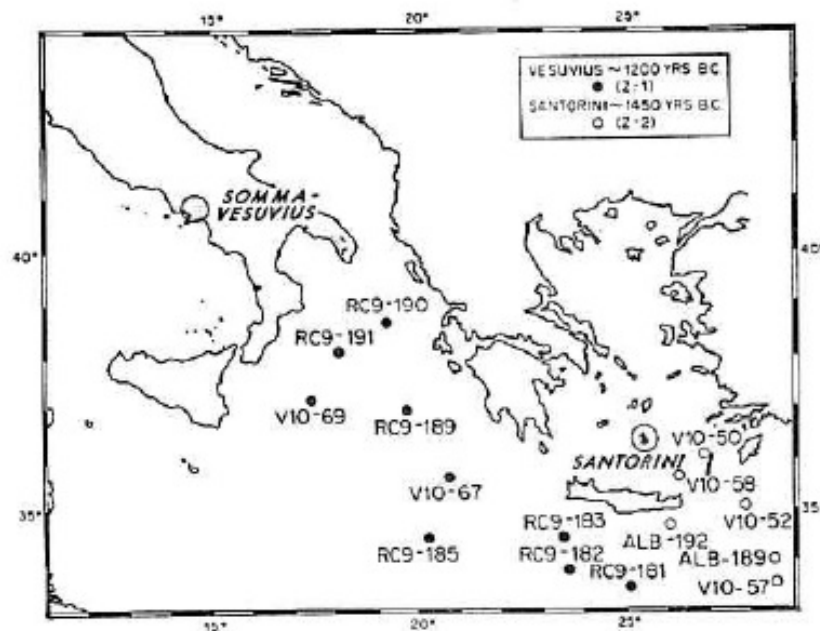 15° 20° 25°
VESUVIUS ~ 1200 YRS B.C.
● (Z-1)
SANTORINI ~ 1450 YRS B.C.
○ (Z-2)
SOMMA-
VESUVIUS
40° 40°
RC9-190
RC9-191
V10-69
RC9-189
V10-50
SANTORINI
V10-67
V10-58
35° 35°
RC9-183
V10-52
RC9-185
RC9-182
ALB-192
ALB-189
RC9-181
V10-57
15° 20° 25°